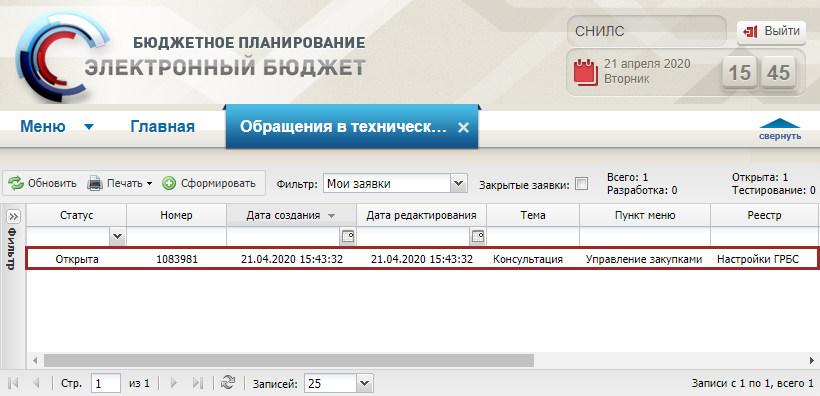 БЮДЖЕТНОЕ ПЛАНИРОВАНИЕ
ЭЛЕКТРОННЫЙ БЮДЖЕТ
СНИЛС
Выйти
21 апреля 2020
Вторник
15 45
Меню Главная Обращения в техническ... свернуть
Обновить Печать Сформировать Фильтр: Мои заявки Закрытые заявки: Всего: 1 Открыта: 1
Разработка: 0 Тестирование: 0
Фильтр
Статус Номер Дата создания Дата редактирования Тема Пункт меню Реестр
Открыта 1083981 21.04.2020 15:43:32 21.04.2020 15:43:32 Консультация Управление закупками Настройки ГРБС
Стр. 1 из 1 Записей: 25 Записи с 1 по 1, всего 1